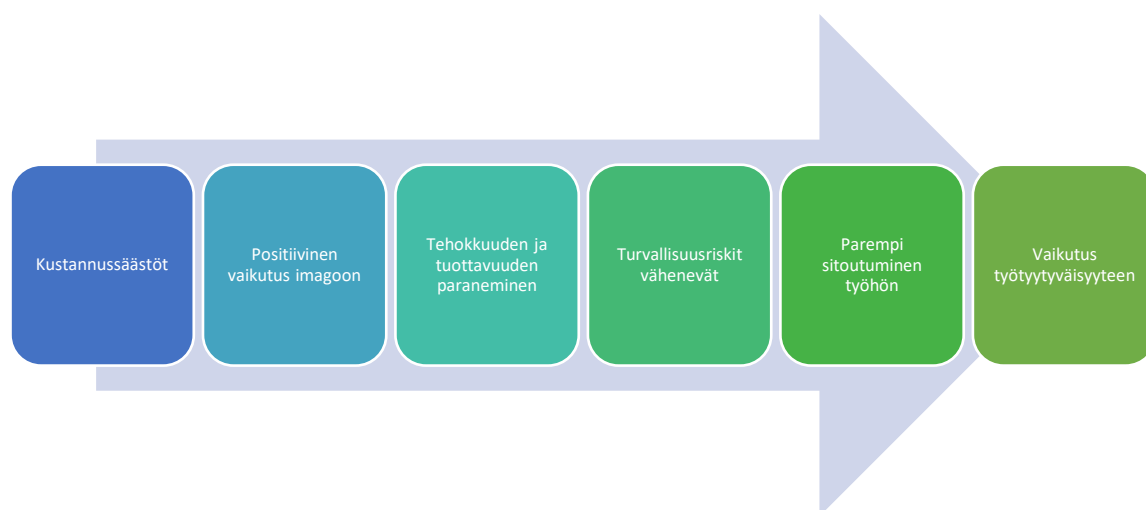 Kustannussäästöt
Positiivinen
vaikutus imagoon
Tehokkuuden ja
tuottavuuden
paraneminen
Turvallisuusriskit
vähenevät
Parempi
sitoutuminen
työhön
Vaikutus
työtyytyväisyyteen